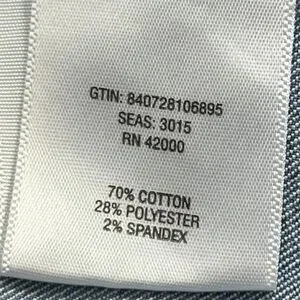 GTIN: 840728106895
SEAS: 3015
RN 42000
70% COTTON
28% POLYESTER
2% SPANDEX